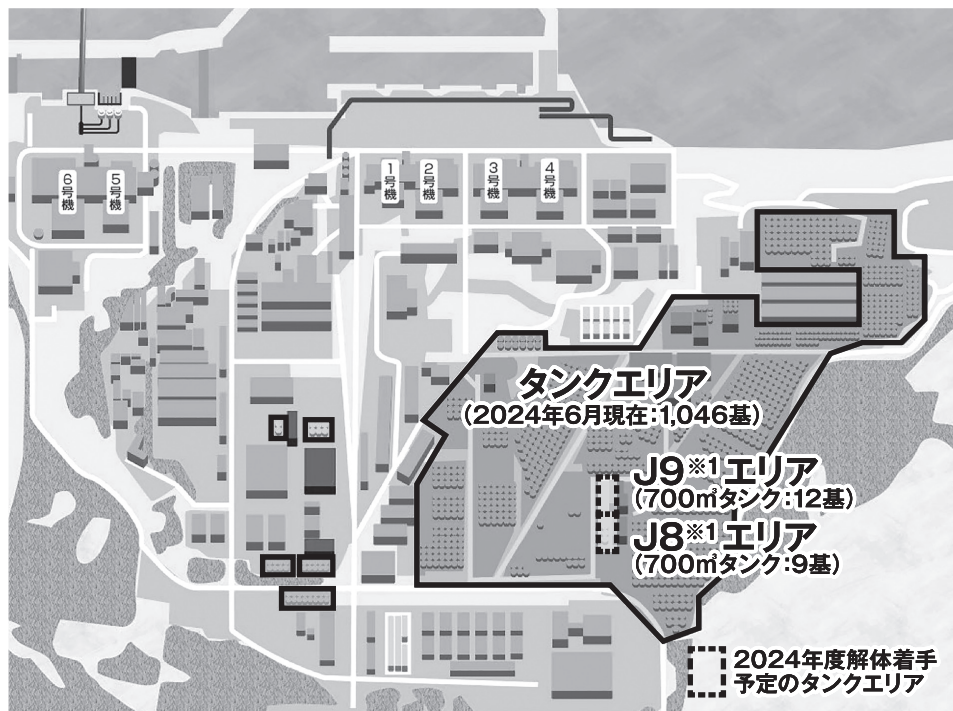 6号機
5号機
1号機
2号機
3号機
4号機
タンクエリア
(2024年6月現在:1,046基)
J9※1エリア
(700㎥タンク:12基)
J8※1エリア
(700㎥タンク:9基)
2024年度解体着手
予定のタンクエリア